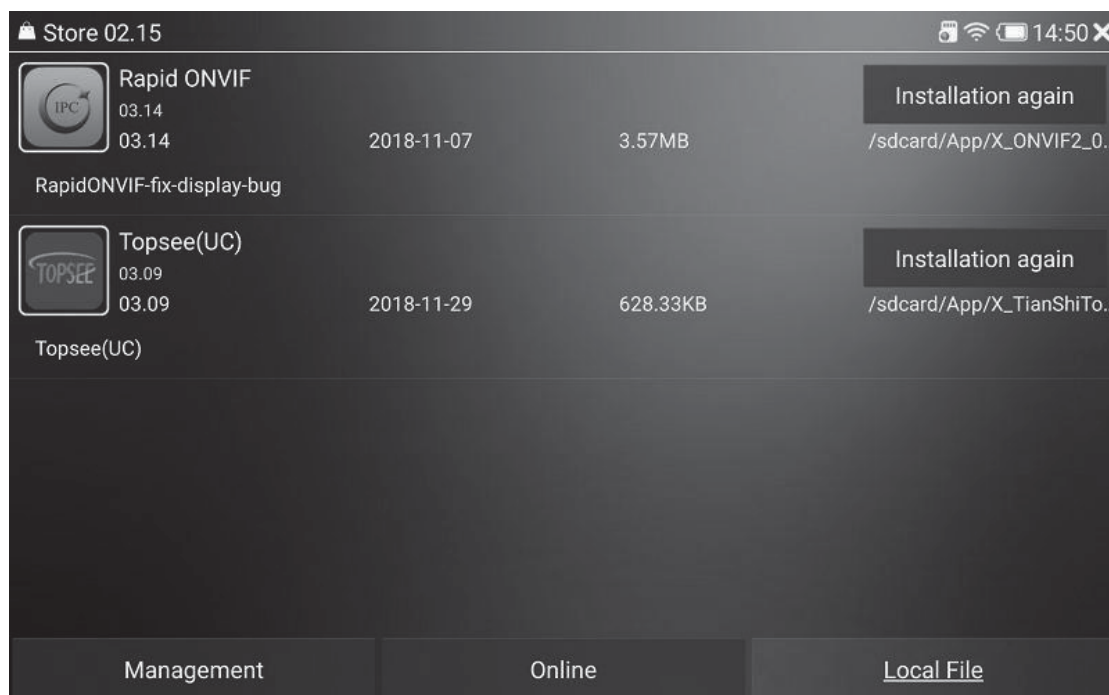 Store 02.15
14:50
IPC
Rapid ONVIF
03.14
03.14 2018-11-07 3.57MB
Installation again
/sdcard/App/X_ONVIF2_0.
RapidONVIF-fix-display-bug
TOPSEE
Topsee(UC)
03.09
03.09 2018-11-29 628.33KB
Installation again
/sdcard/App/X_TianShiTo.
Topsee(UC)
Management Online Local File